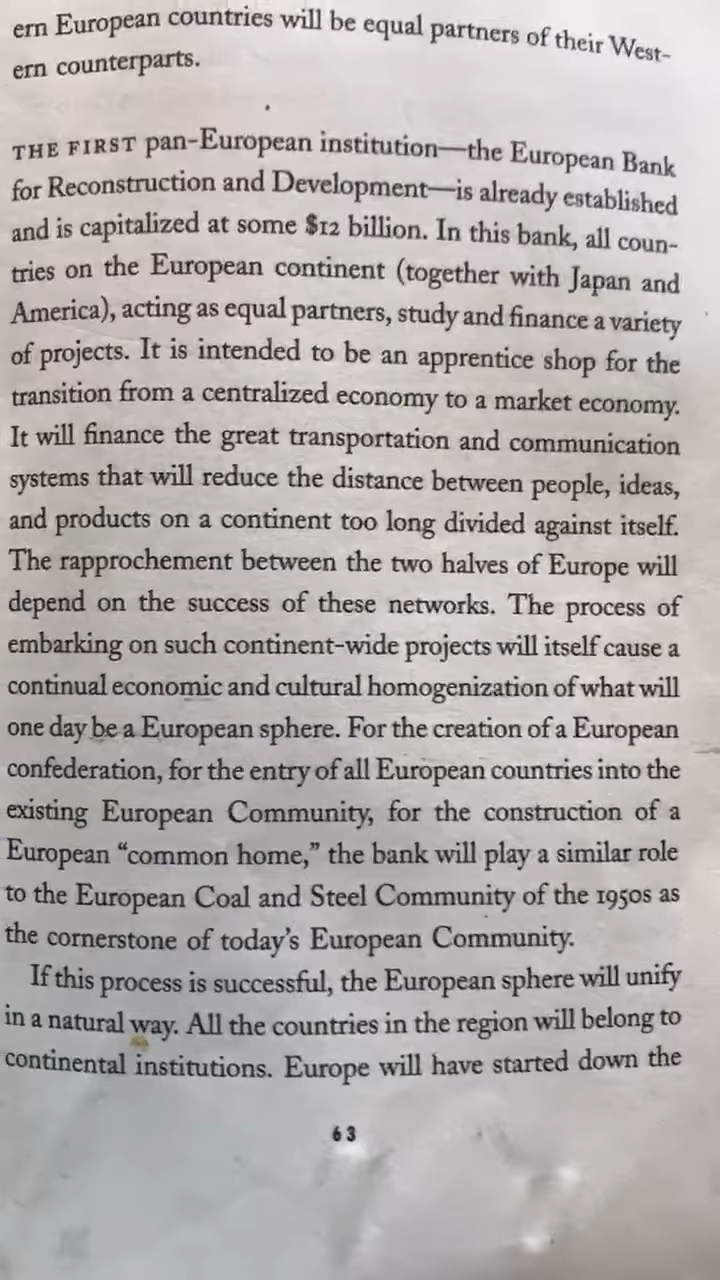 ern European countries will be equal partners of their West-
ern counterparts.
THE FIRST pan-European institution—the European Bank
for Reconstruction and Development—is already established
and is capitalized at some $12 billion. In this bank, all coun-
tries on the European continent (together with Japan and
America), acting as equal partners, study and finance a variety
of projects. It is intended to be an apprentice shop for the
transition from a centralized economy to a market economy.
It will finance the great transportation and communication
systems that will reduce the distance between people, ideas,
and products on a continent too long divided against itself.
The rapprochement between the two halves of Europe will
depend on the success of these networks. The process of
embarking on such continent-wide projects will itself cause a
continual economic and cultural homogenization of what will
one day be a European sphere. For the creation of a European
confederation, for the entry of all European countries into the
existing European Community, for the construction of a
European “common home,” the bank will play a similar role
to the European Coal and Steel Community of the 1950s as
the cornerstone of today’s European Community.
If this process is successful, the European sphere will unify
in a natural way. All the countries in the region will belong to
continental institutions. Europe will have started down the
63